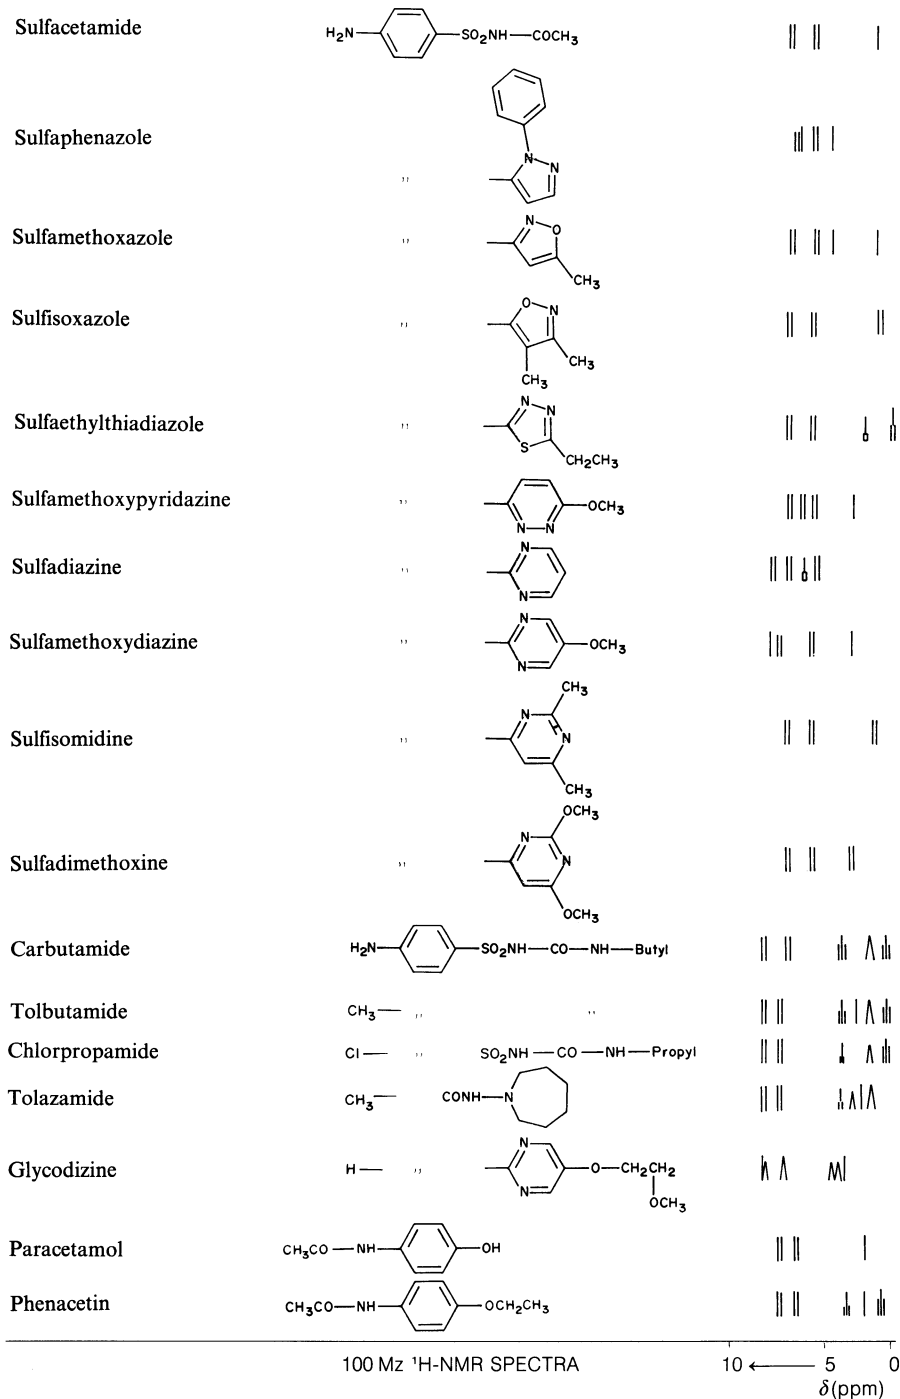 Sulfacetamide H₂N— —SO₂NH—COCH₃
Sulfaphenazole
N N
,,
Sulfamethoxazole ,, N O
CH₃
Sulfisoxazole ,, O N
CH₃
CH₃
Sulfaethylthiadiazole ,, N N
S
CH₂CH₃
Sulfamethoxypyridazine ,, —OCH₃
N N
Sulfadiazine ,, N
N
Sulfamethoxydiazine ,, N —OCH₃
N
CH₃
Sulfisomidine ,, N
N
CH₃
OCH₃
Sulfadimethoxine ,, N
N
OCH₃
Carbutamide H₂N— —SO₂NH—CO—NH—Butyl
Tolbutamide CH₃— ,, ,,
Chlorpropamide Cl— ,, SO₂NH—CO—NH—Propyl
Tolazamide CH₃— CONH—N
Glycodizine H— ,, N —O—CH₂CH₂
N OCH₃
Paracetamol CH₃CO—NH— —OH
Phenacetin CH₃CO—NH— —OCH₂CH₃
100 Mz ¹H-NMR SPECTRA 10 ← 5 0
δ(ppm)